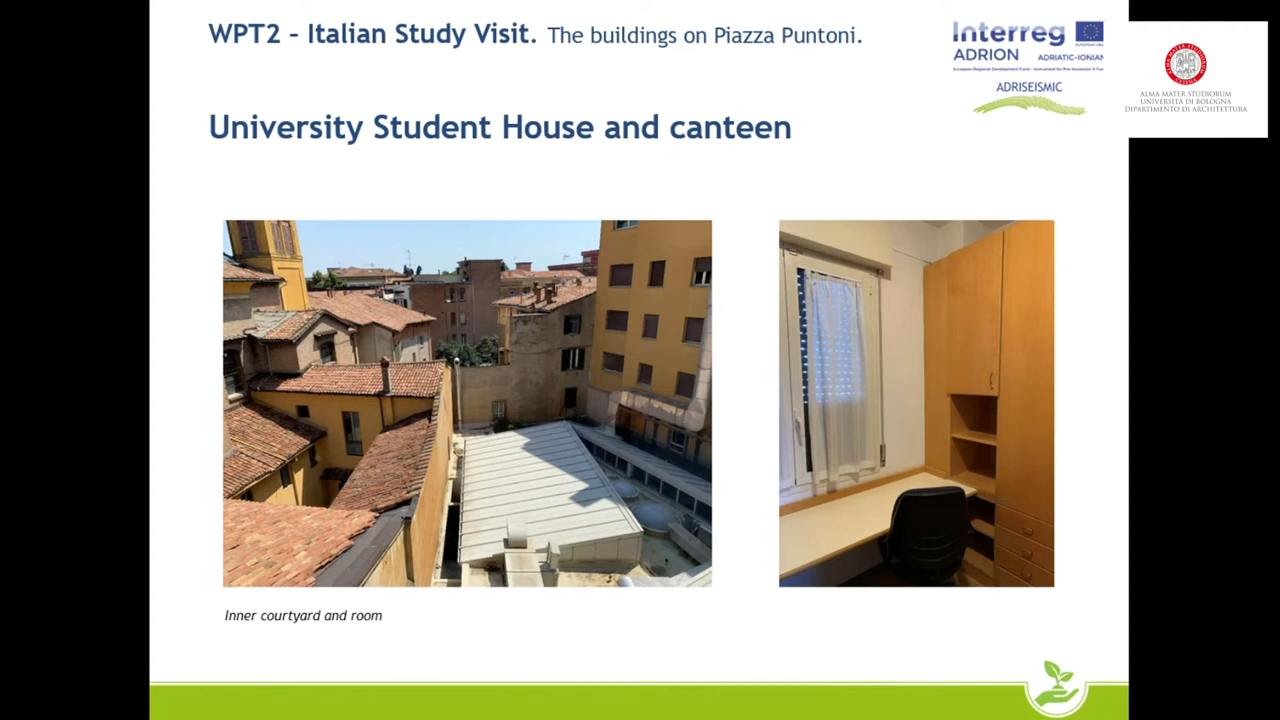 WPT2 – Italian Study Visit. The buildings on Piazza Puntoni.
Interreg
ADRION ADRIATIC-IONIAN
European Regional Development Fund - Instrument for Pre-Accession II Fun
ADRISEISMIC
ALMA MATER STUDIORUM
UNIVERSITÀ DI BOLOGNA
DIPARTIMENTO DI ARCHITETTURA
University Student House and canteen
Inner courtyard and room